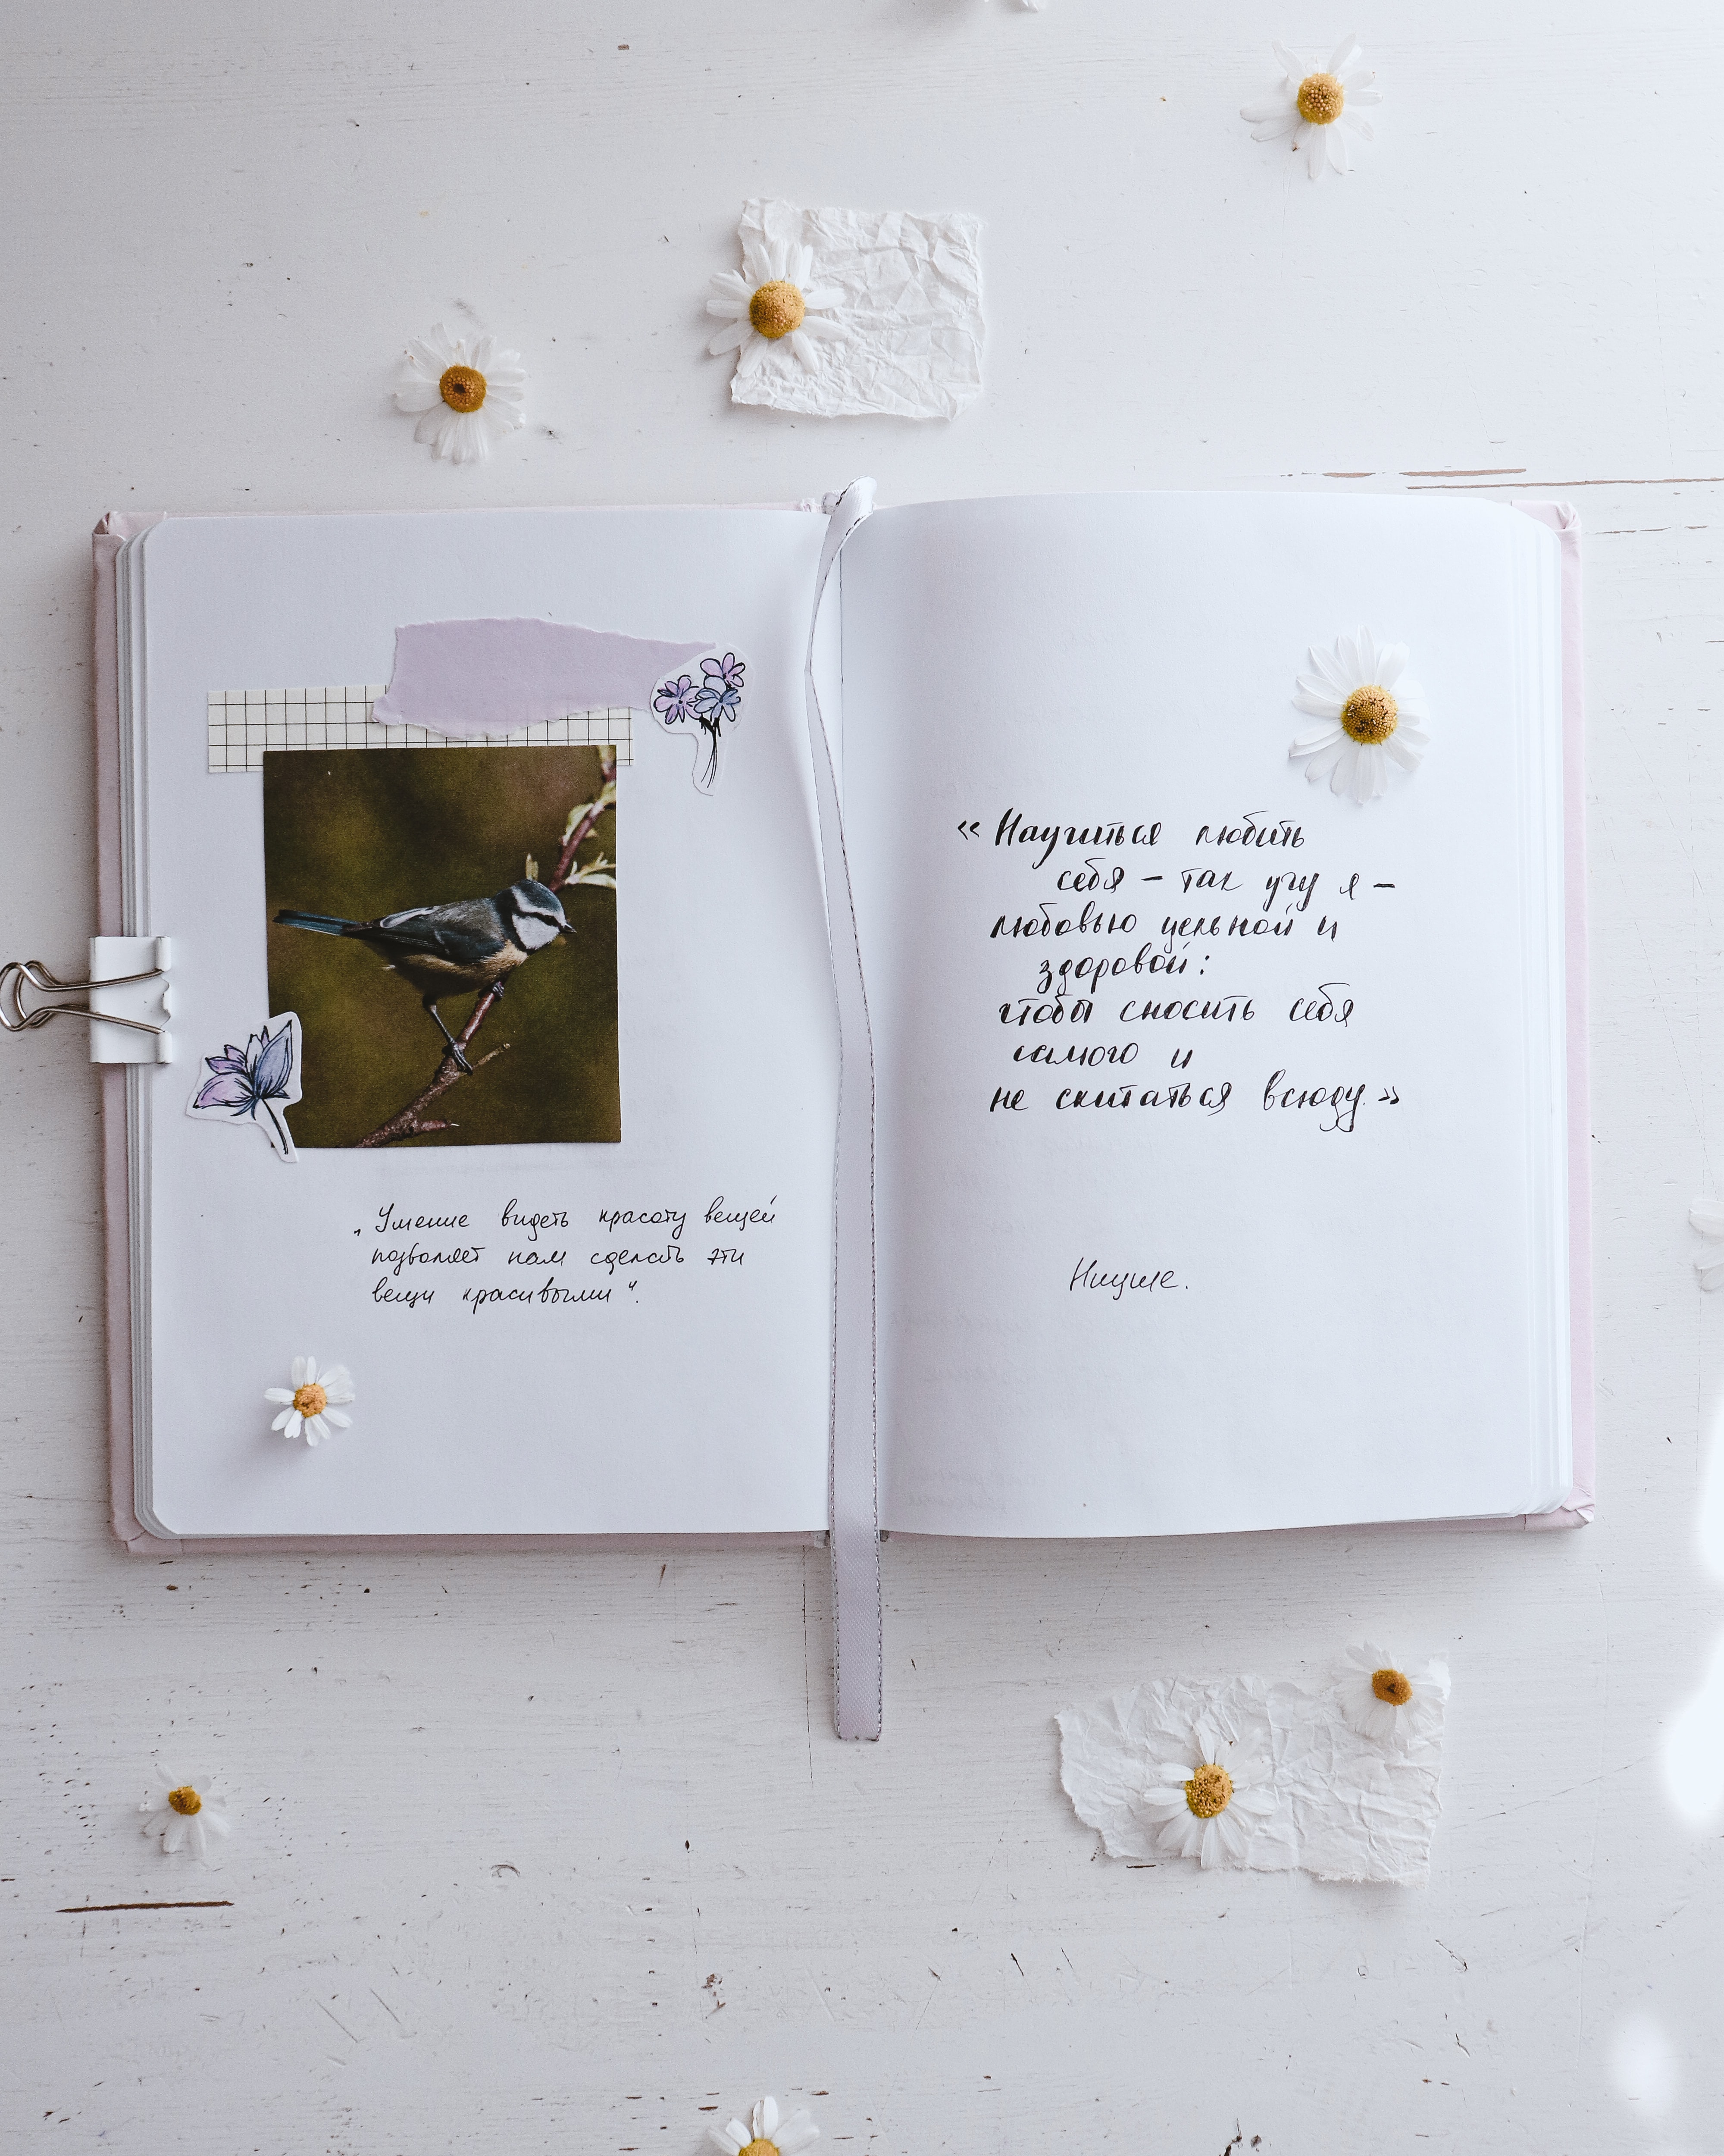 „Умение видеть красоту вещей
позволяет нам сделать эти
вещи красивыми“.
«Научиться любить
себя – так учу я –
любовью цельной и
здоровой:
чтобы сносить себя
самого и
не скитаться всюду.»
Ницше.